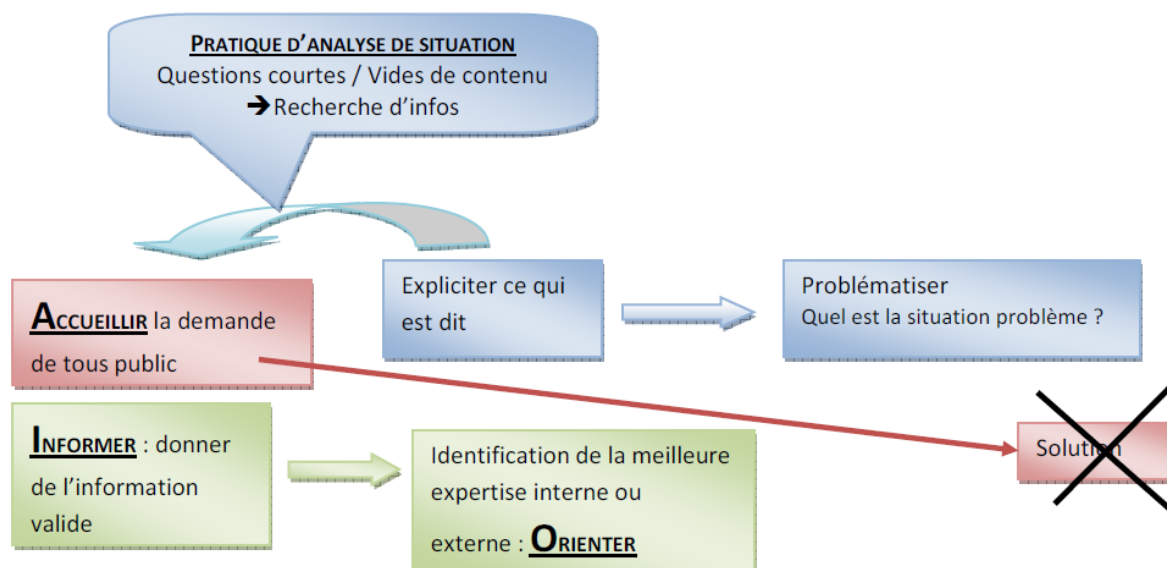 PRATIQUE D'ANALYSE DE SITUATION
Questions courtes / Vides de contenu
➔Recherche d'infos
ACCUEILLIR la demande
de tous public
Expliciter ce qui
est dit
Problématiser
Quel est la situation problème ?
Solution
INFORMER : donner
de l'information
valide
Identification de la meilleure
expertise interne ou
externe : ORIENTER